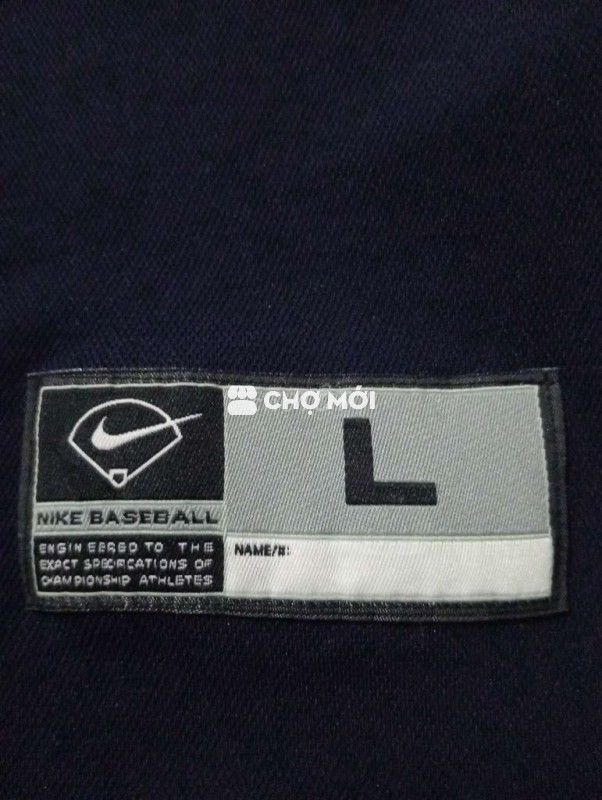 CHỢ MỚI
L
NIKE BASEBALL
ENGINEERED TO THE
EXACT SPECIFICATIONS OF
CHAMPIONSHIP ATHLETES
NAME/#: